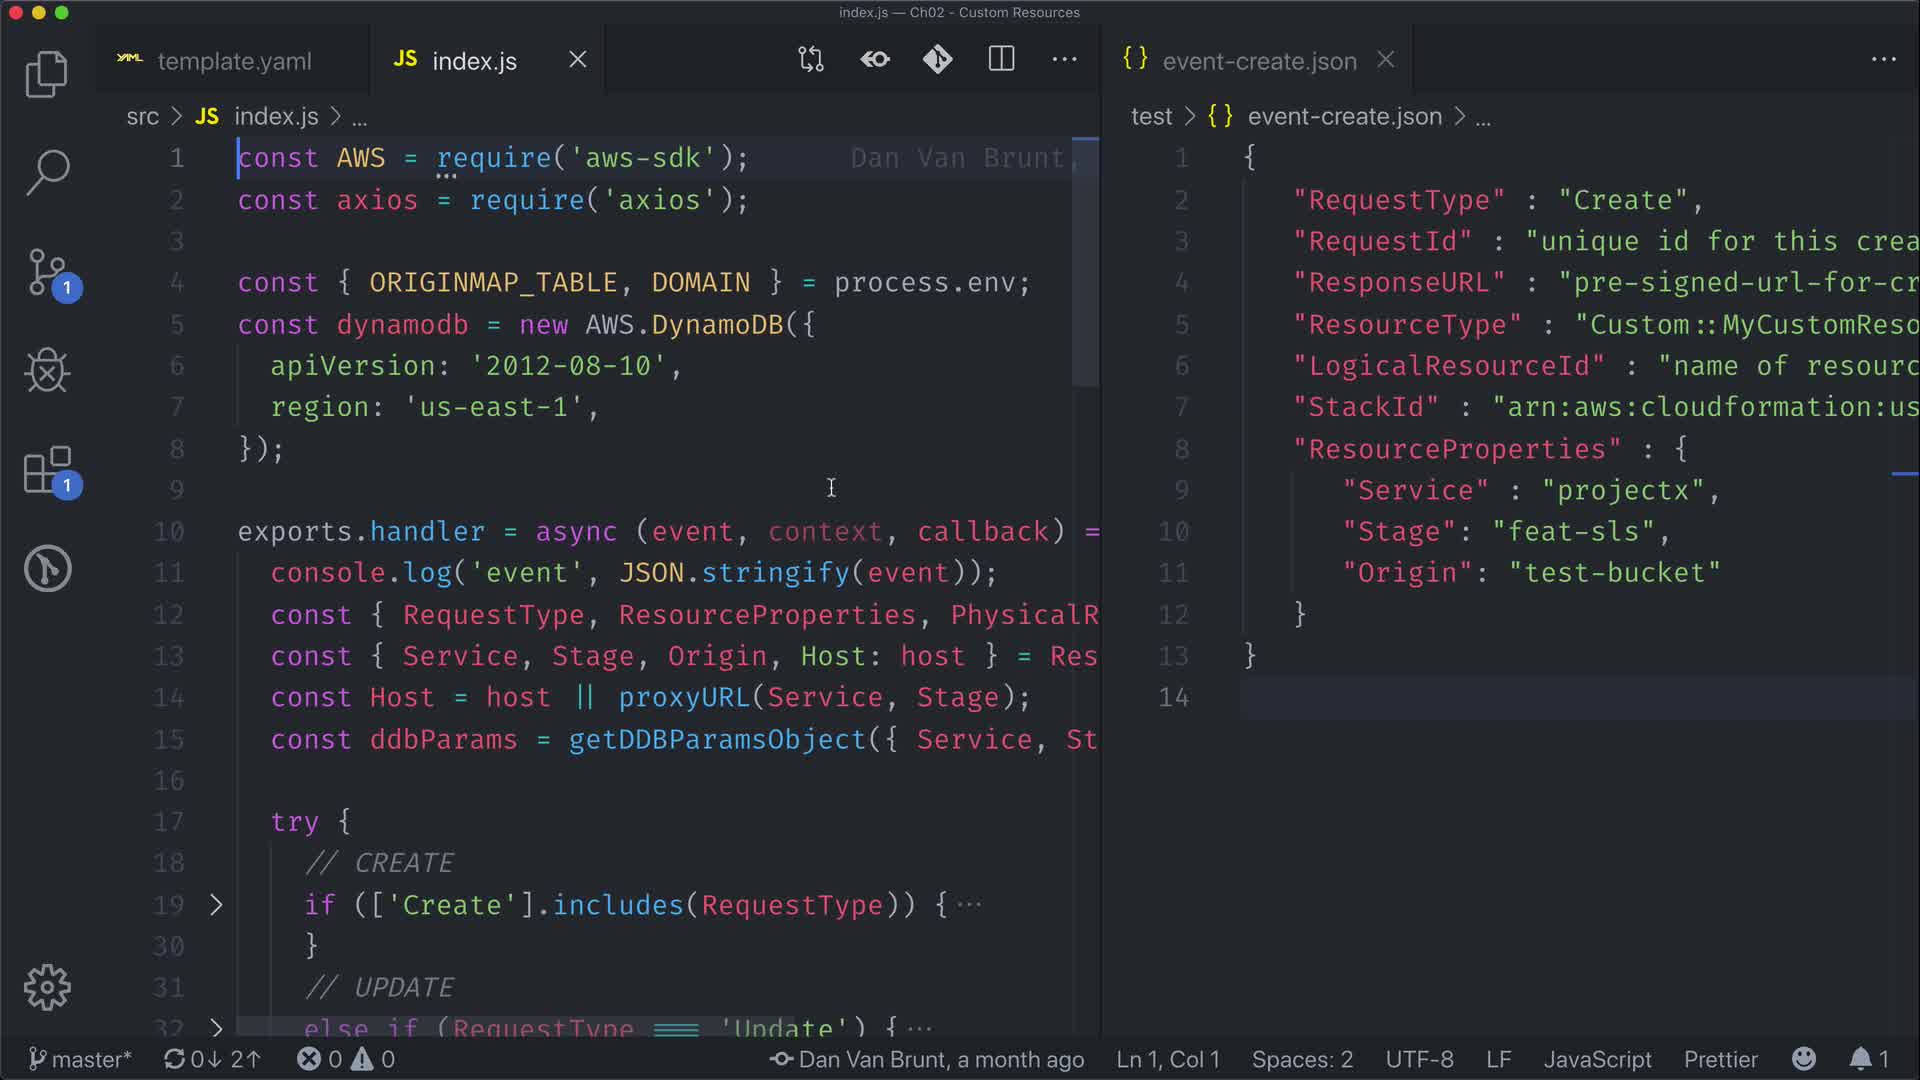 index.js — Ch02 - Custom Resources
YAML template.yaml
JS index.js
{} event-create.json
src > JS index.js > ...
test > {} event-create.json > ...
1 const AWS = require('aws-sdk'); Dan Van Brunt,
2 const axios = require('axios');
3
4 const { ORIGINMAP_TABLE, DOMAIN } = process.env;
5 const dynamodb = new AWS.DynamoDB({
6 apiVersion: '2012-08-10',
7 region: 'us-east-1',
8 });
9
10 exports.handler = async (event, context, callback) =
11 console.log('event', JSON.stringify(event));
12 const { RequestType, ResourceProperties, PhysicalR
13 const { Service, Stage, Origin, Host: host } = Res
14 const Host = host || proxyURL(Service, Stage);
15 const ddbParams = getDDBParamsObject({ Service, St
16
17 try {
18 // CREATE
19 if (['Create'].includes(RequestType)) { ...
30 }
31 // UPDATE
32 else if (RequestType === 'Update') { ...
1 {
2 "RequestType" : "Create",
3 "RequestId" : "unique id for this crea
4 "ResponseURL" : "pre-signed-url-for-cr
5 "ResourceType" : "Custom::MyCustomReso
6 "LogicalResourceId" : "name of resourc
7 "StackId" : "arn:aws:cloudformation:us
8 "ResourceProperties" : {
9 "Service" : "projectx",
10 "Stage": "feat-sls",
11 "Origin": "test-bucket"
12 }
13 }
14
1
1
master* 0↓ 2↑ 0 0 Dan Van Brunt, a month ago Ln 1, Col 1 Spaces: 2 UTF-8 LF JavaScript Prettier 1